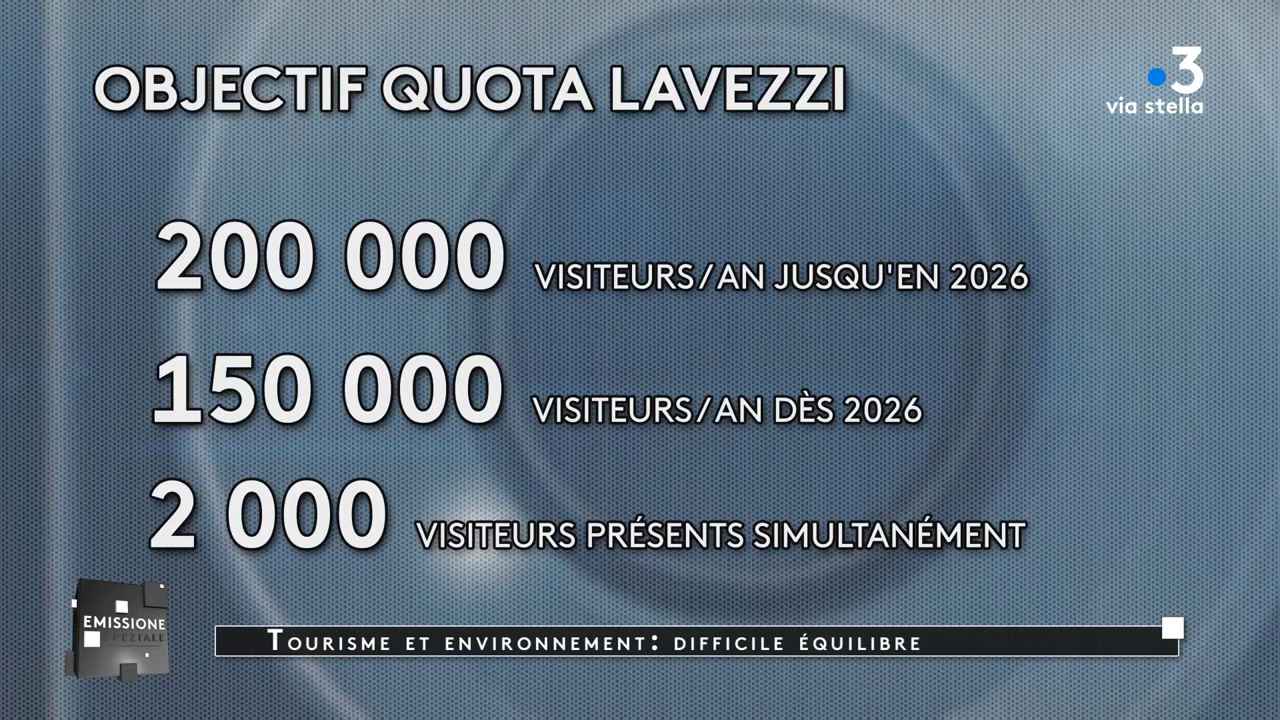 OBJECTIF QUOTA LAVEZZI
3
via stella
200 000 VISITEURS/AN JUSQU'EN 2026
150 000 VISITEURS/AN DÈS 2026
2 000 VISITEURS PRÉSENTS SIMULTANÉMENT
EMISSIONE
SPEZIALE
TOURISME ET ENVIRONNEMENT: DIFFICILE ÉQUILIBRE